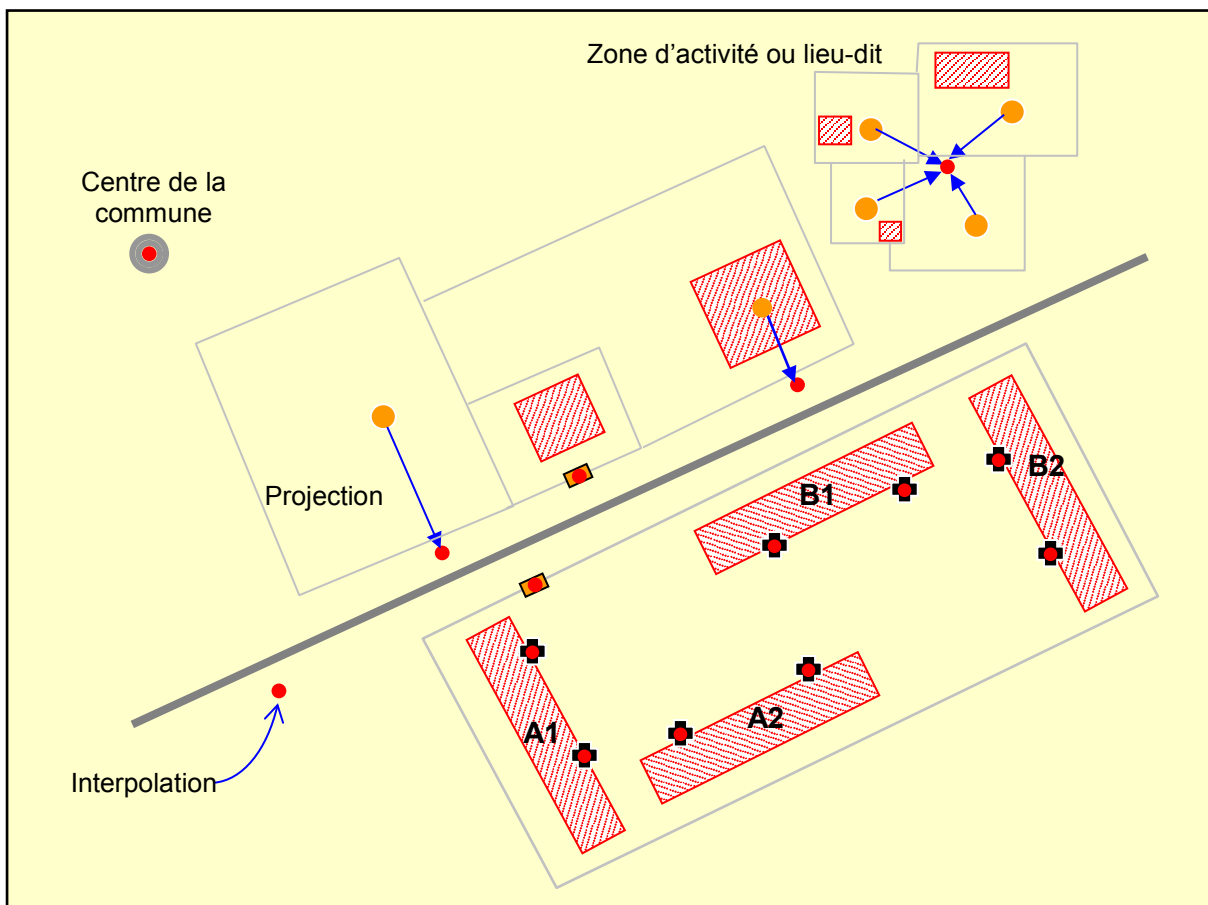 Zone d'activité ou lieu-dit
Centre de la
commune
Projection
B1
B2
A1
A2
Interpolation